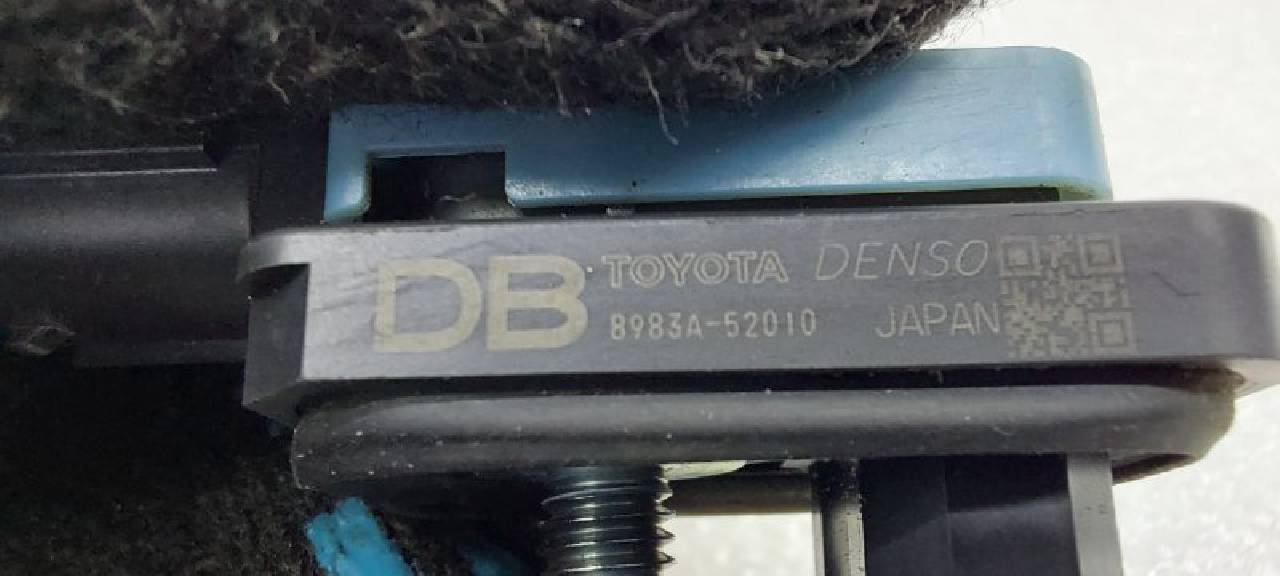 DB TOYOTA DENSO
8983A-52010 JAPAN